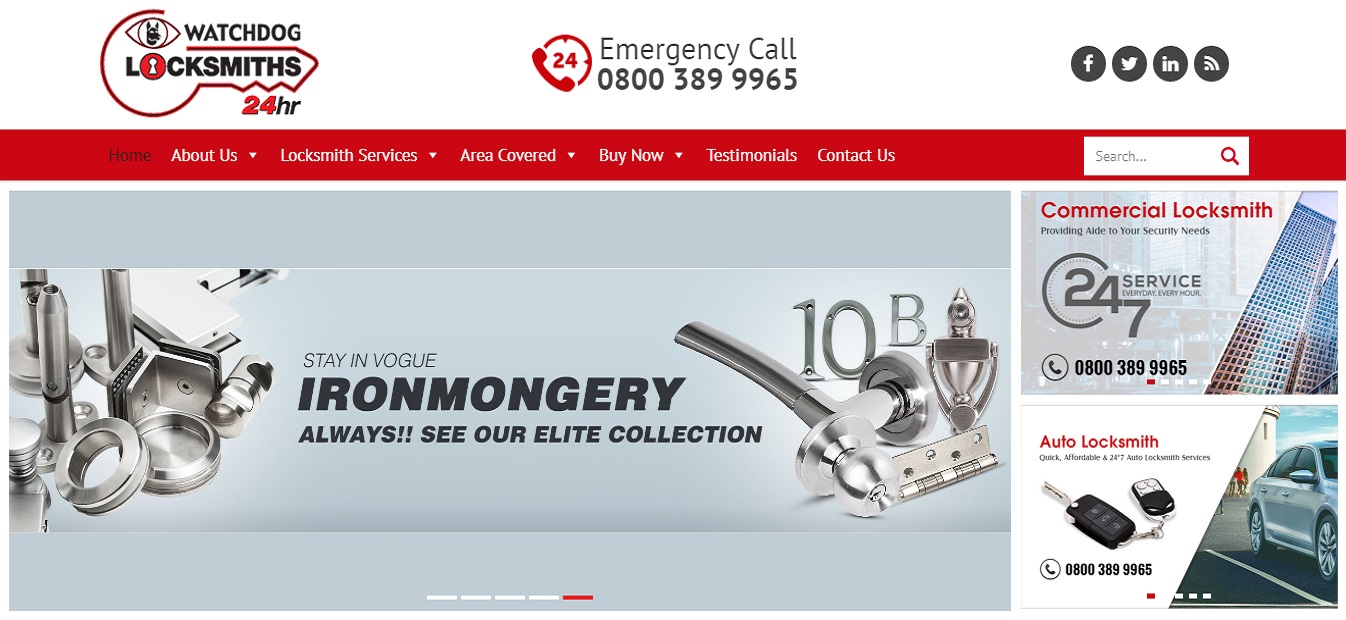 WATCHDOG
LOCKSMITHS
24hr
24
Emergency Call
0800 389 9965
Home
About Us
Locksmith Services
Area Covered
Buy Now
Testimonials
Contact Us
Search...
STAY IN VOGUE
IRONMONGERY
ALWAYS!! SEE OUR ELITE COLLECTION
10B
Commercial Locksmith
Providing Aide to Your Security Needs
24 7
SERVICE
EVERYDAY. EVERY HOUR.
0800 389 9965
Auto Locksmith
Quick, Affordable & 24*7 Auto Locksmith Services
0800 389 9965